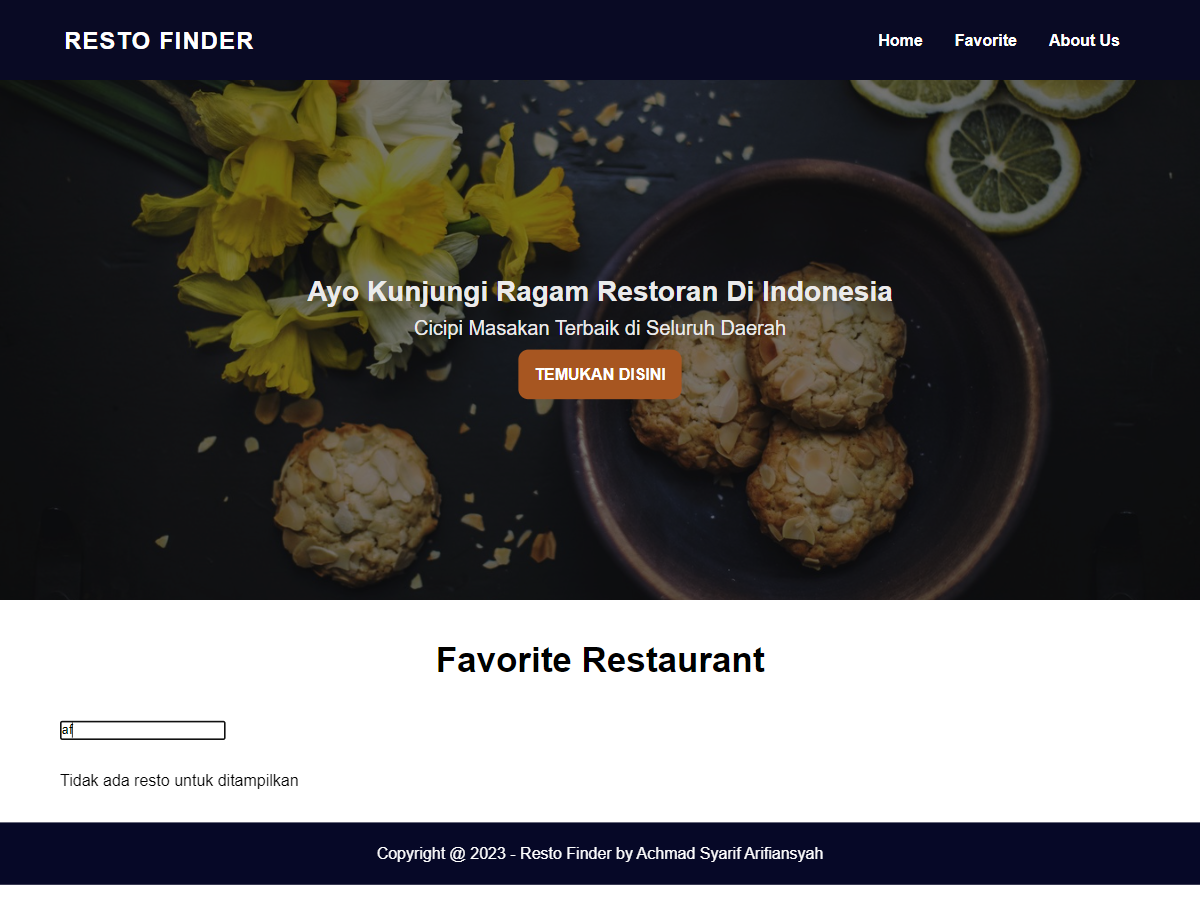 RESTO FINDER
Home Favorite About Us
Ayo Kunjungi Ragam Restoran Di Indonesia
Cicipi Masakan Terbaik di Seluruh Daerah
TEMUKAN DISINI
Favorite Restaurant
af
Tidak ada resto untuk ditampilkan
Copyright @ 2023 - Resto Finder by Achmad Syarif Arifiansyah